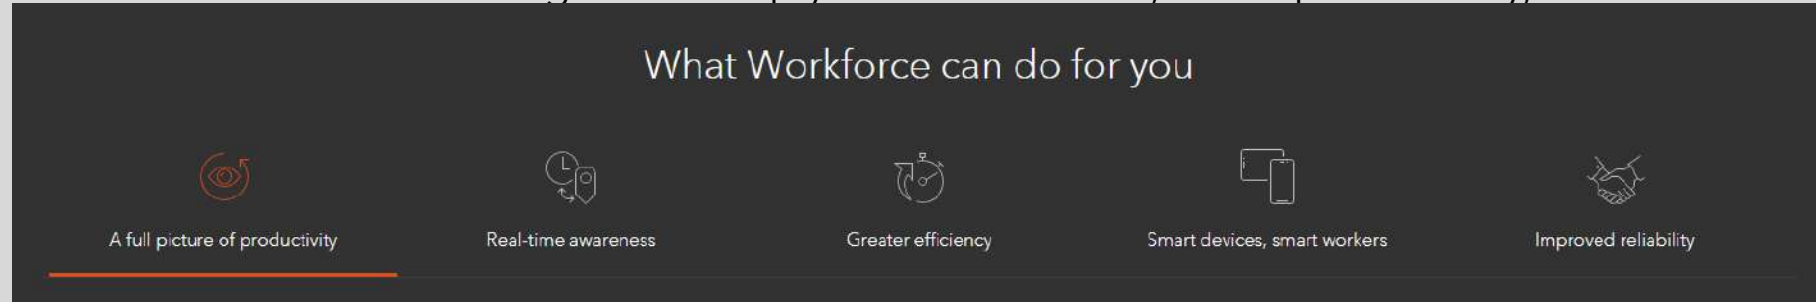 What Workforce can do for you
A full picture of productivity
Real-time awareness
Greater efficiency
Smart devices, smart workers
Improved reliability